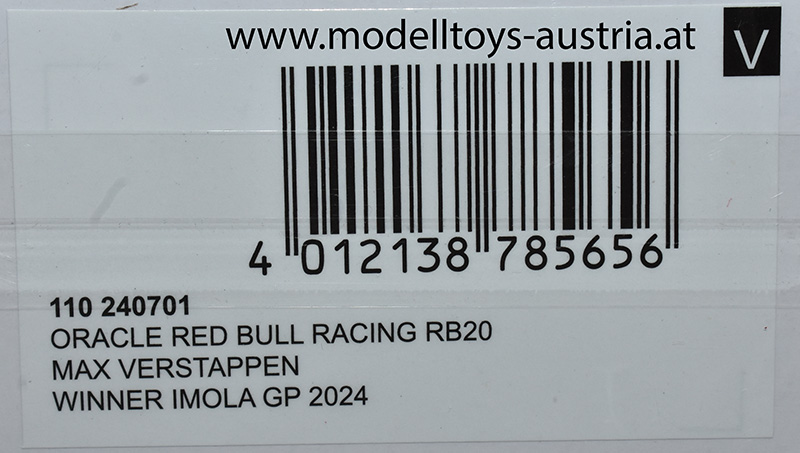 www.modelltoys-austria.at
V
4 012138 785656
110 240701
ORACLE RED BULL RACING RB20
MAX VERSTAPPEN
WINNER IMOLA GP 2024